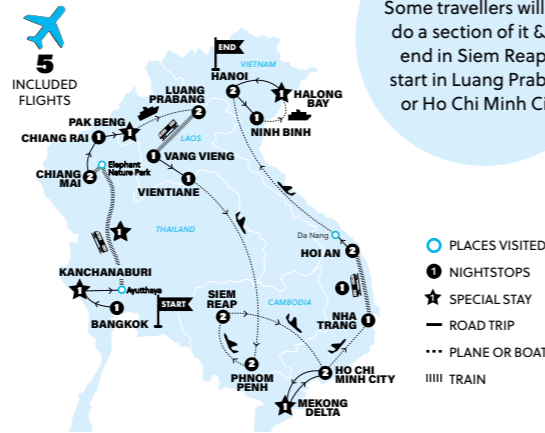 5
INCLUDED
FLIGHTS
Some travellers will
do a section of it &
end in Siem Reap
start in Luang Prab
or Ho Chi Minh Ci
END
VIETNAM
HANOI
2
1
HALONG
BAY
1
NINH BINH
LUANG
PRABANG
2
PAK BENG
1
CHIANG RAI 1
LAOS
1 VANG VIENG
1
VIENTIANE
Elephant
Nature Park
CHIANG
MAI 2
THAILAND
1
KANCHANABURI
1
Ayutthaya
1
BANGKOK
START
Da Nang
HOI AN 2
1
NHA
TRANG 1
SIEM
REAP
2
CAMBODIA
2
PHNOM
PENH
2 HO CHI
MINH CITY
1
MEKONG
DELTA
PLACES VISITED
1 NIGHTSTOPS
1 SPECIAL STAY
ROAD TRIP
PLANE OR BOAT
TRAIN